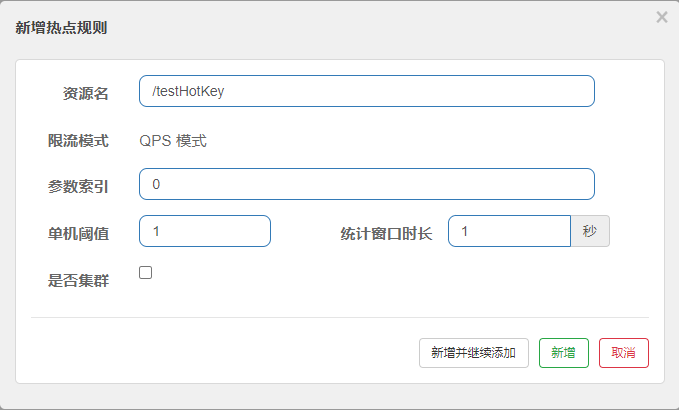 新增热点规则
×
资源名 /testHotKey
限流模式 QPS 模式
参数索引 0
单机阈值 1 统计窗口时长 1 秒
是否集群
新增并继续添加 新增 取消